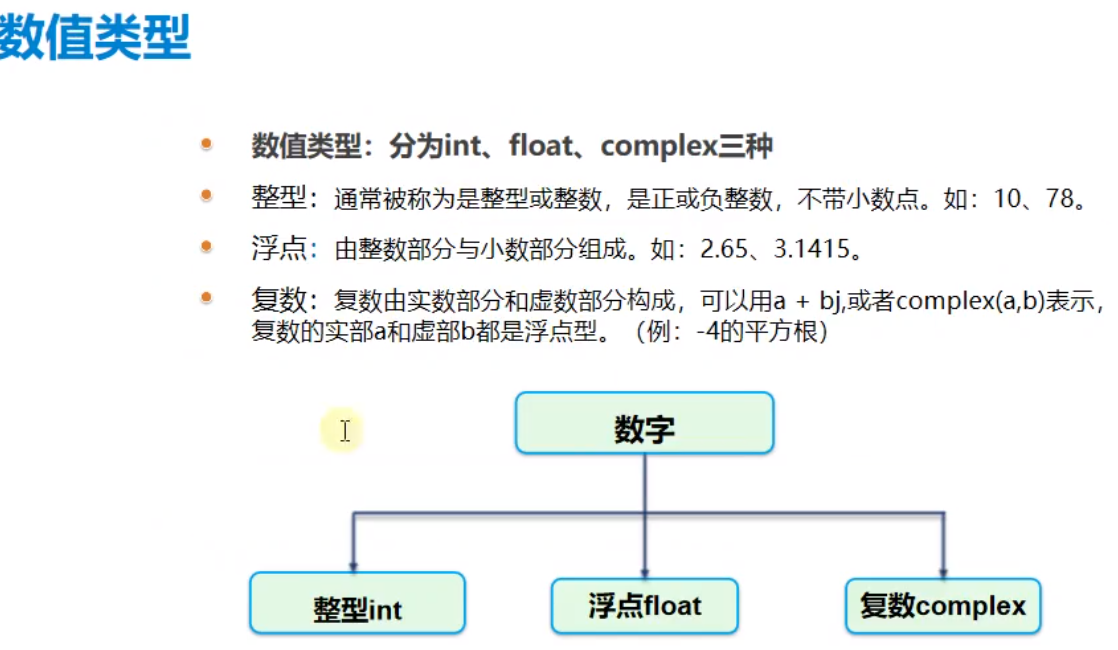 数值类型
数值类型：分为int、float、complex三种
整型：通常被称为是整型或整数，是正或负整数，不带小数点。如：10、78。
浮点：由整数部分与小数部分组成。如：2.65、3.1415。
复数：复数由实数部分和虚数部分构成，可以用a + bj,或者complex(a,b)表示，
复数的实部a和虚部b都是浮点型。（例：-4的平方根）
数字
整型int
浮点float
复数complex